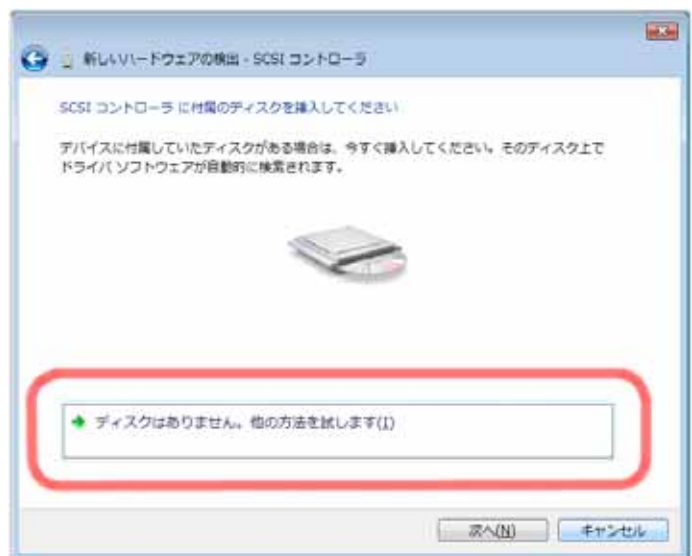 新しいハードウェアの検出 - SCSI コントローラ
SCSI コントローラ に付属のディスクを挿入してください
デバイスに付属していたディスクがある場合は、今すぐ挿入してください。そのディスク上で
ドライバ ソフトウェアが自動的に検索されます。
ディスクはありません。他の方法を試します(I)
次へ(N)
キャンセル